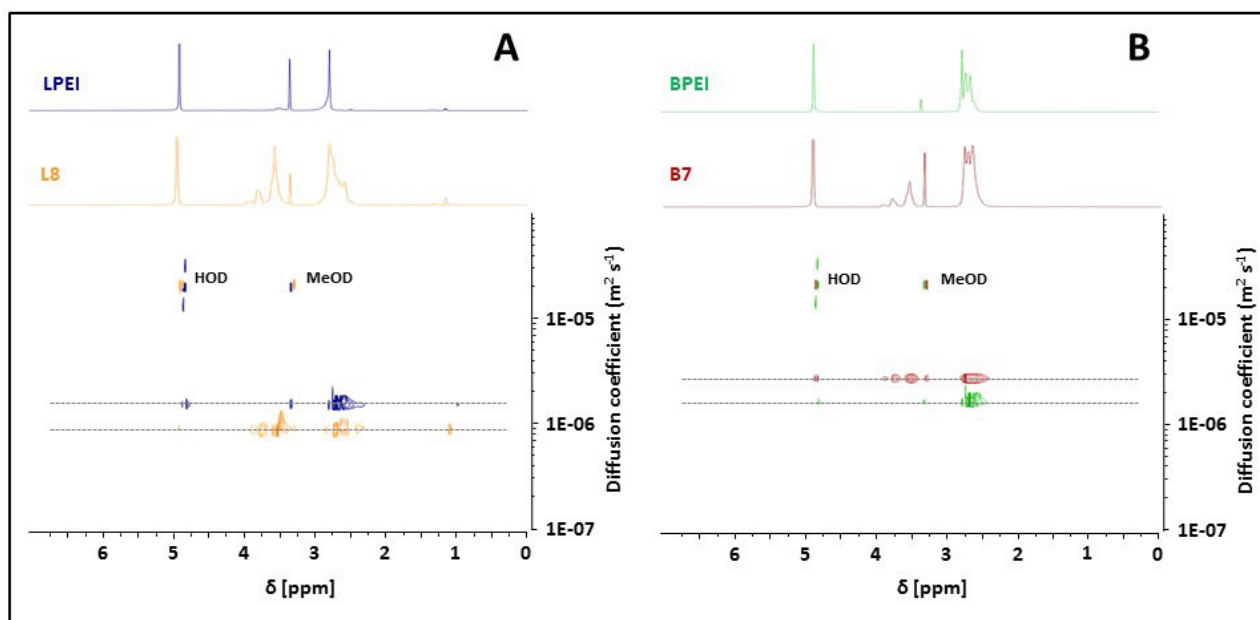 A
LPEI
L8
HOD
MeOD
1E-05
1E-06
1E-07
Diffusion coefficient (m² s⁻¹)
6 5 4 3 2 1 0
δ [ppm]
B
BPEI
B7
HOD
MeOD
1E-05
1E-06
1E-07
Diffusion coefficient (m² s⁻¹)
6 5 4 3 2 1 0
δ [ppm]